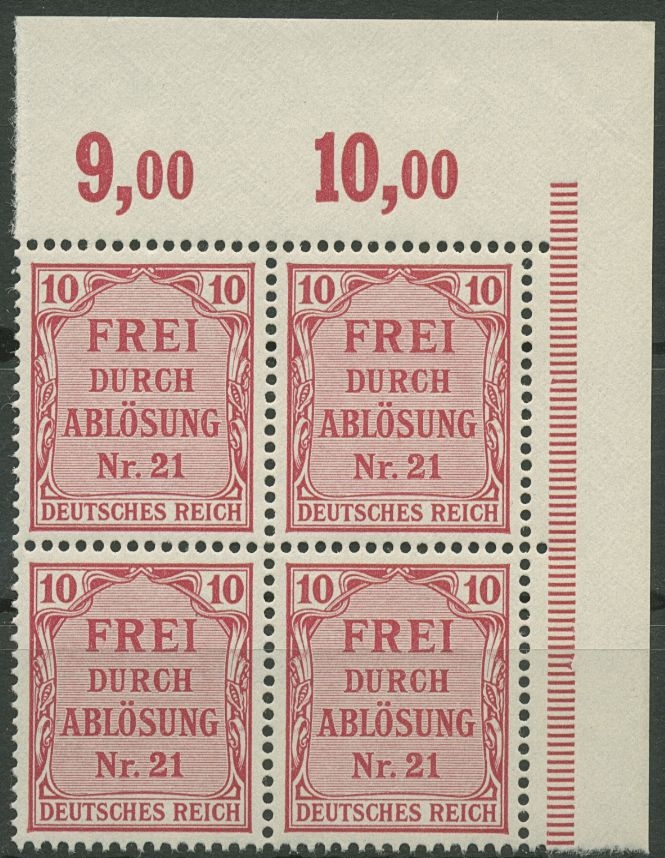 9,00 10,00
10 10
FREI
DURCH
ABLÖSUNG
Nr. 21
DEUTSCHES REICH
10 10
FREI
DURCH
ABLÖSUNG
Nr. 21
DEUTSCHES REICH
10 10
FREI
DURCH
ABLÖSUNG
Nr. 21
DEUTSCHES REICH
10 10
FREI
DURCH
ABLÖSUNG
Nr. 21
DEUTSCHES REICH